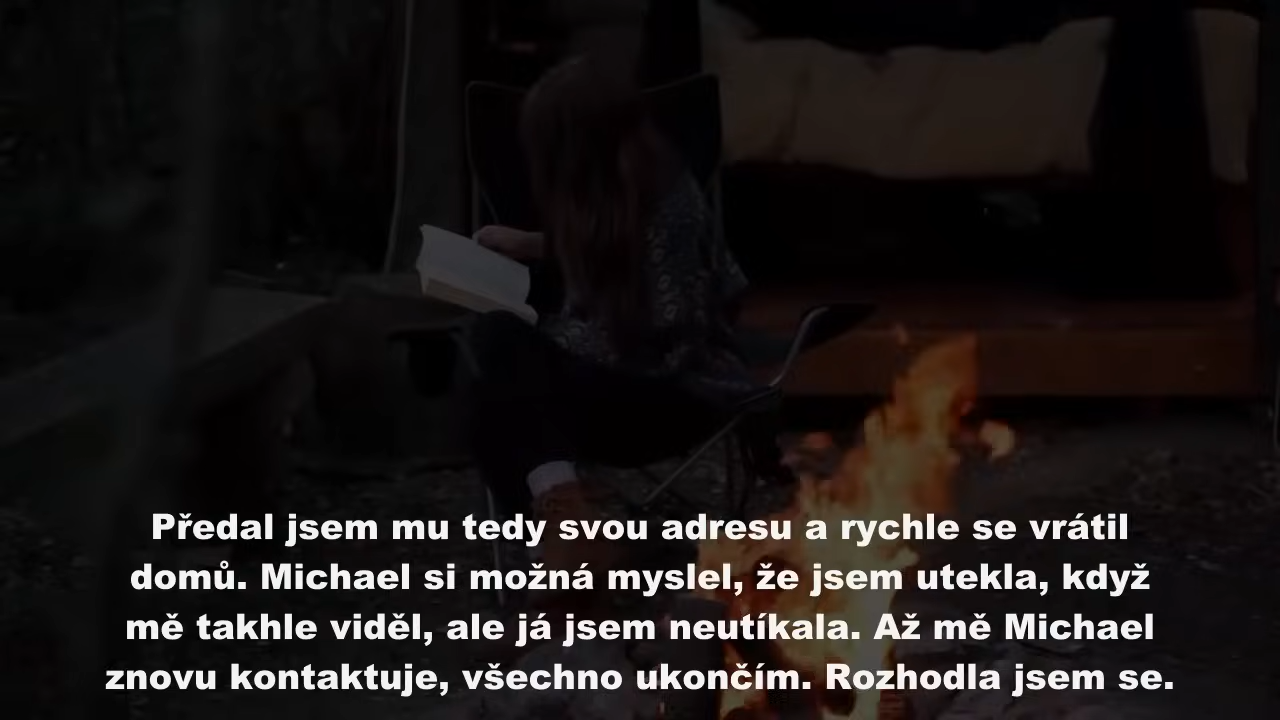 Předal jsem mu tedy svou adresu a rychle se vrátil
domů. Michael si možná myslel, že jsem utekla, když
mě takhle viděl, ale já jsem neutíkala. Až mě Michael
znovu kontaktuje, všechno ukončím. Rozhodla jsem se.